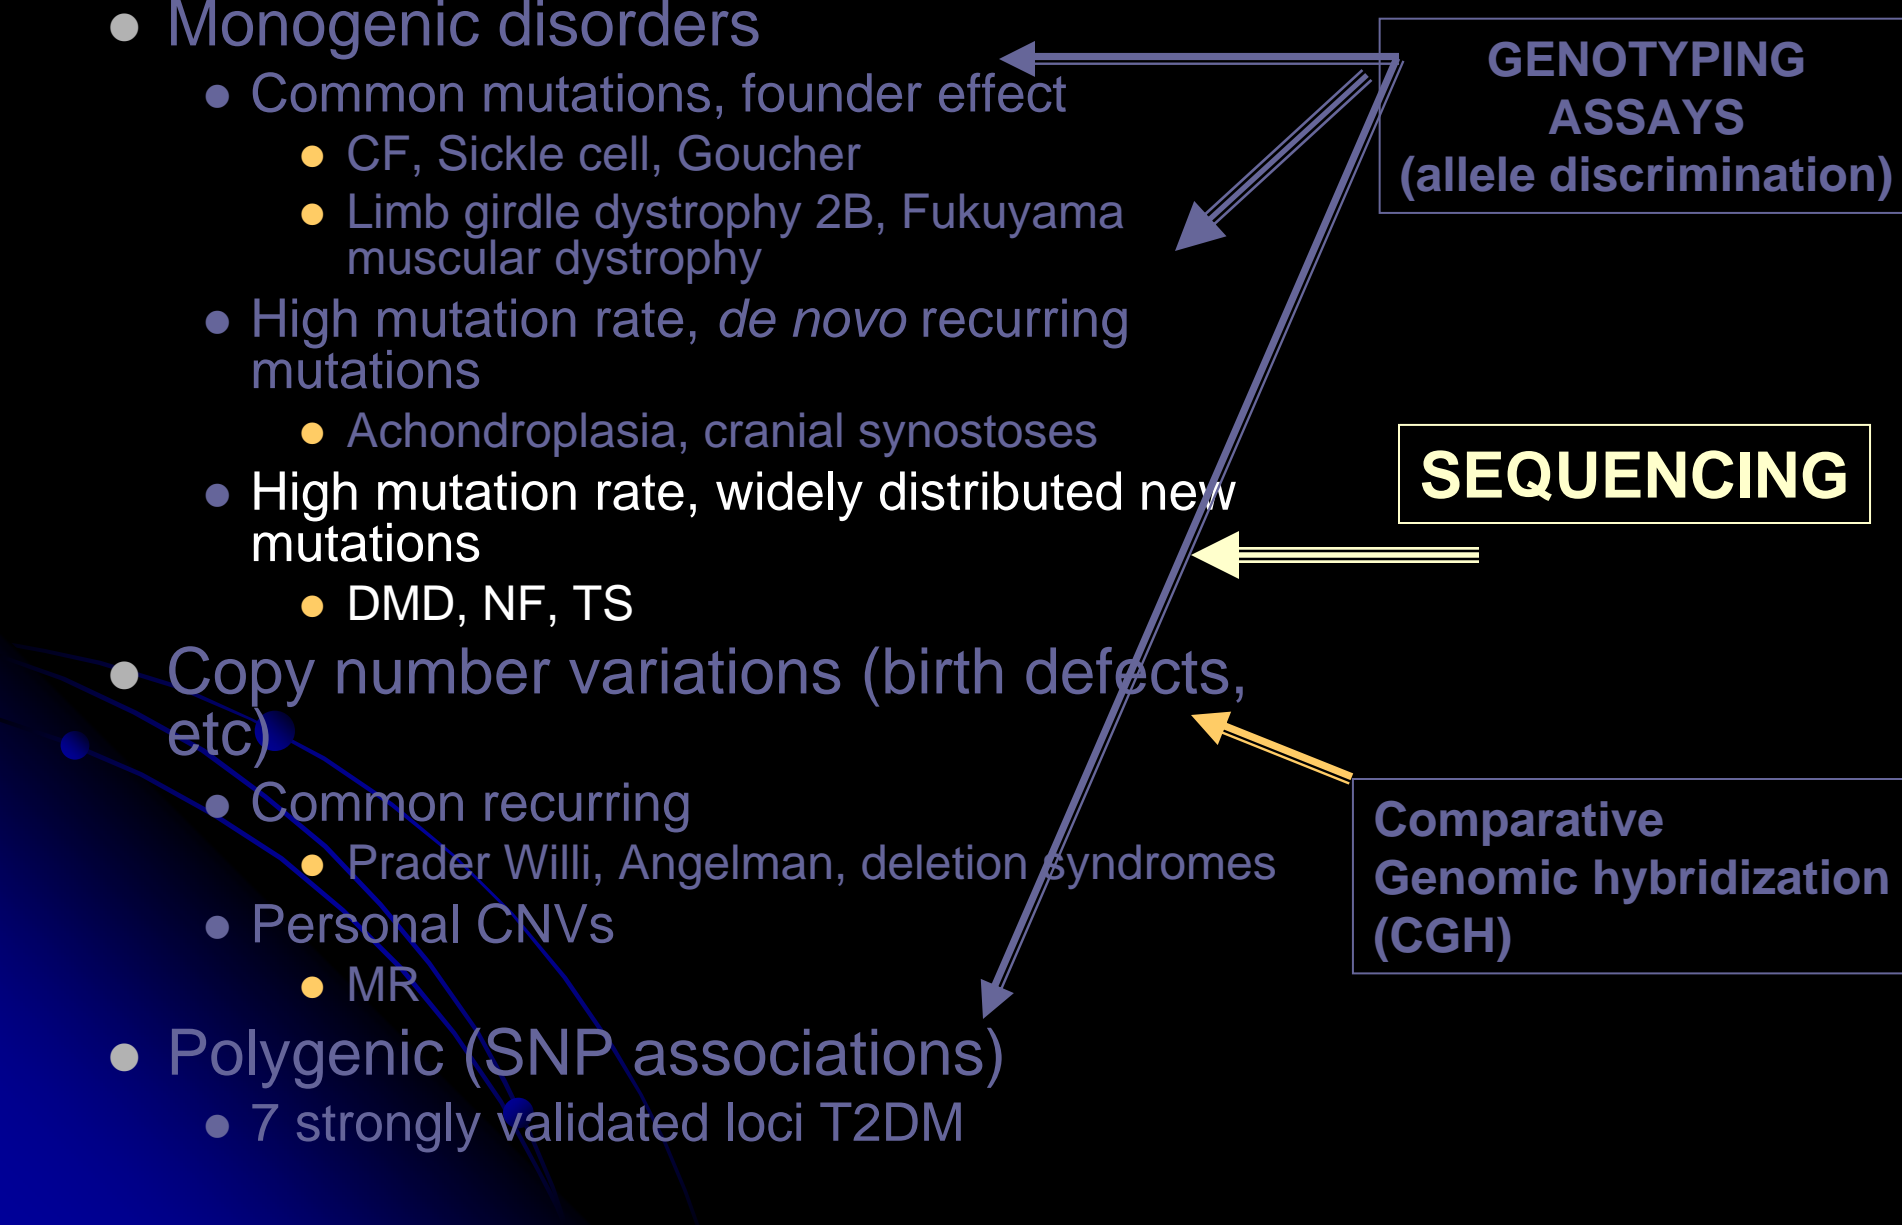 Monogenic disorders
Common mutations, founder effect
CF, Sickle cell, Goucher
Limb girdle dystrophy 2B, Fukuyama
muscular dystrophy
High mutation rate, de novo recurring
mutations
Achondroplasia, cranial synostoses
High mutation rate, widely distributed new
mutations
DMD, NF, TS
Copy number variations (birth defects,
etc)
Common recurring
Prader Willi, Angelman, deletion syndromes
Personal CNVs
MR
Polygenic (SNP associations)
7 strongly validated loci T2DM
GENOTYPING
ASSAYS
(allele discrimination)
SEQUENCING
Comparative
Genomic hybridization
(CGH)